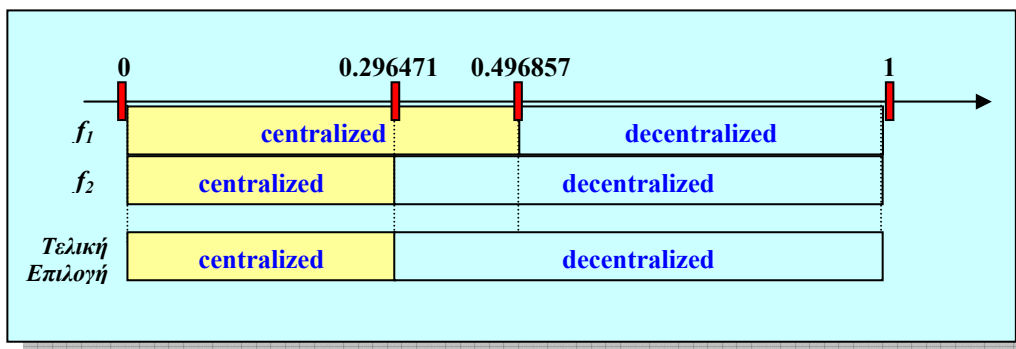 0 0.296471 0.496857 1
f1 centralized decentralized
f2 centralized decentralized
Τελική
Επιλογή centralized decentralized